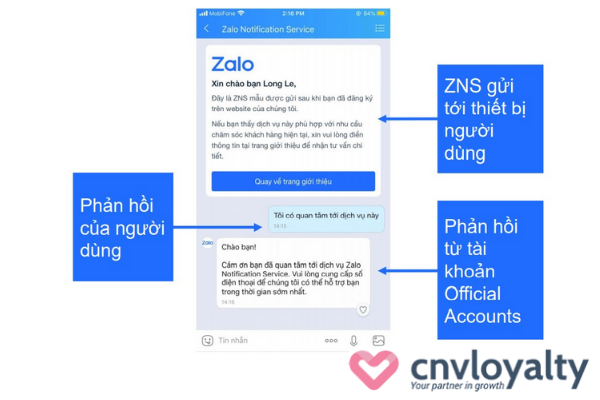 MobiFone 2:16 PM 84%
Zalo Notification Service
Zalo
Xin chào bạn Long Le,
Đây là ZNS mẫu được gửi sau khi bạn đã đăng ký
trên website của chúng tôi.
Nếu bạn thấy dịch vụ này phù hợp với nhu cầu
chăm sóc khách hàng hiện tại, xin vui lòng điền
thông tin tại trang giới thiệu để nhận tư vấn chi
tiết.
Quay về trang giới thiệu
Tôi có quan tâm tới dịch vụ này
14:15
Zalo
Chào bạn!
Cảm ơn bạn đã quan tâm tới dịch vụ Zalo
Notification Service. Vui lòng cung cấp số
điện thoại để chúng tôi có thể hỗ trợ bạn
trong thời gian sớm nhất.
14:16
Tin nhắn
ZNS gửi
tới thiết bị
người
dùng
Phản hồi
của người
dùng
Phản hồi
từ tài
khoản
Official
Accounts
cnvloyalty
Your partner in growth